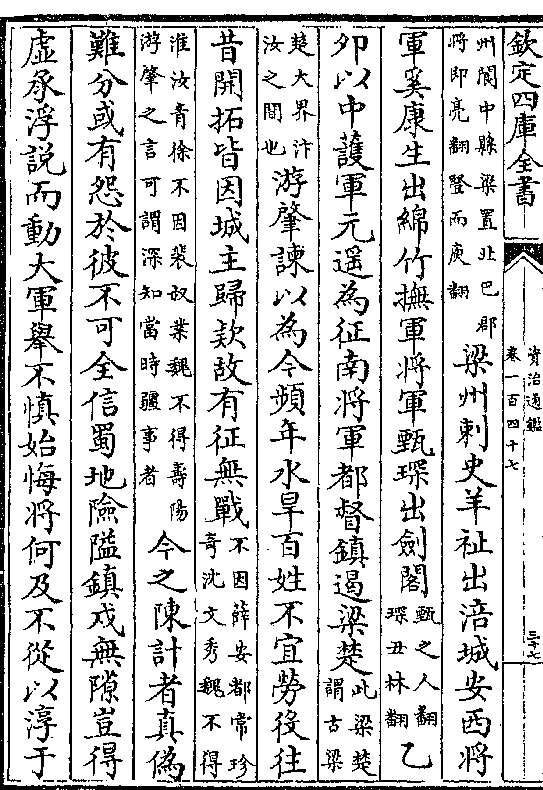 欽定四庫全書
資治通鑑
卷一百四十七
三十七
州閬中縣梁置北巴郡
將即亮翻豎而庾翻
梁州刺史羊祉出涪城安西將
軍奚康生出綿竹撫軍將軍甄琛出劍閣
甄之人翻
琛丑林翻
乙
卯以中護軍元遥為征南將軍都督鎮遏梁楚
此梁楚
謂古梁
楚大界汴
汝之間也
游肇諫以為今頻年水旱百姓不宜勞役往
昔開拓皆因城主歸欵故有征無戰
不因薛安都常珍
奇沈文秀魏不得
淮汝青徐不因裴叔業魏不得壽陽
游肇之言可謂深知當時疆事者
今之陳計者真偽
難分或有怨於彼不可全信蜀地險隘鎮戍無隙豈得
虛承浮説而動大軍舉不慎始悔將何及不從以淳于